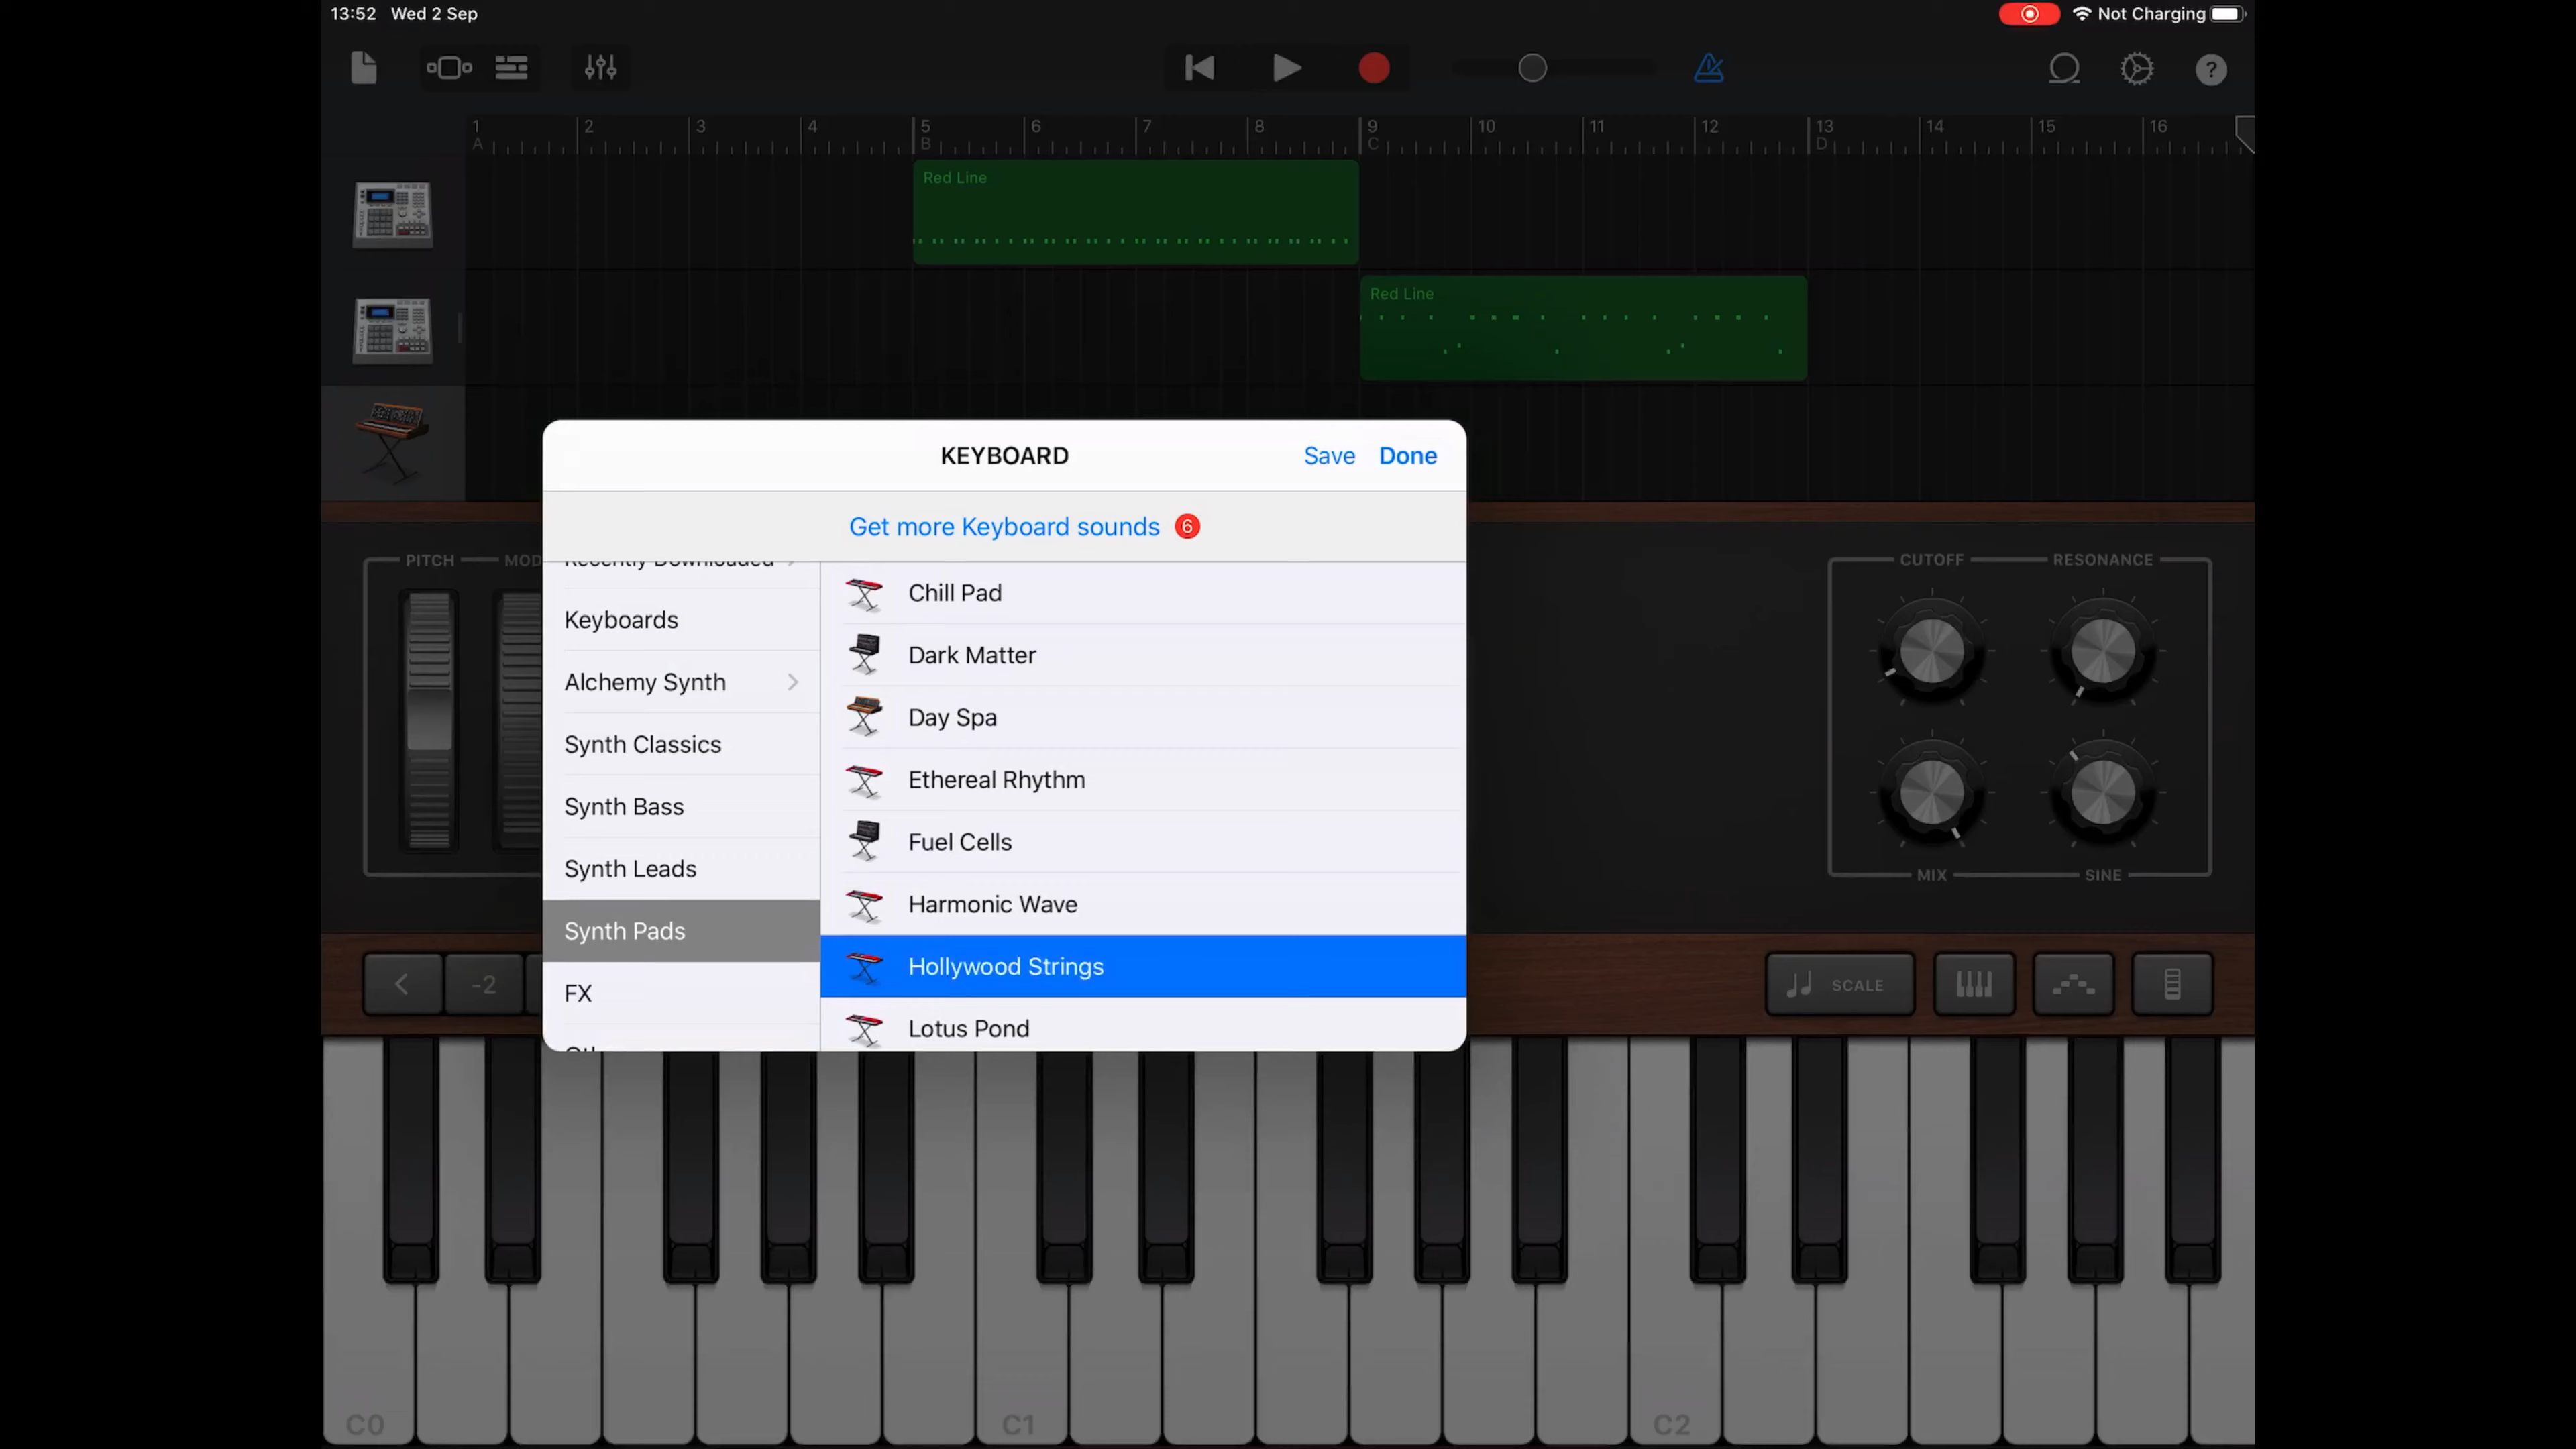 13:52 Wed 2 Sep
Not Charging
?
1 2 3 4 5 6 7 8 9 10 11 12 13 14 15 16
A B C D
Red Line
Red Line
KEYBOARD
Save Done
Get more Keyboard sounds 6
Recently Downloaded
Keyboards
Alchemy Synth
Synth Classics
Synth Bass
Synth Leads
Synth Pads
FX
Chill Pad
Dark Matter
Day Spa
Ethereal Rhythm
Fuel Cells
Harmonic Wave
Hollywood Strings
Lotus Pond
PITCH
MOD
CUTOFF RESONANCE
MIX SINE
-2
SCALE
C0 C1 C2